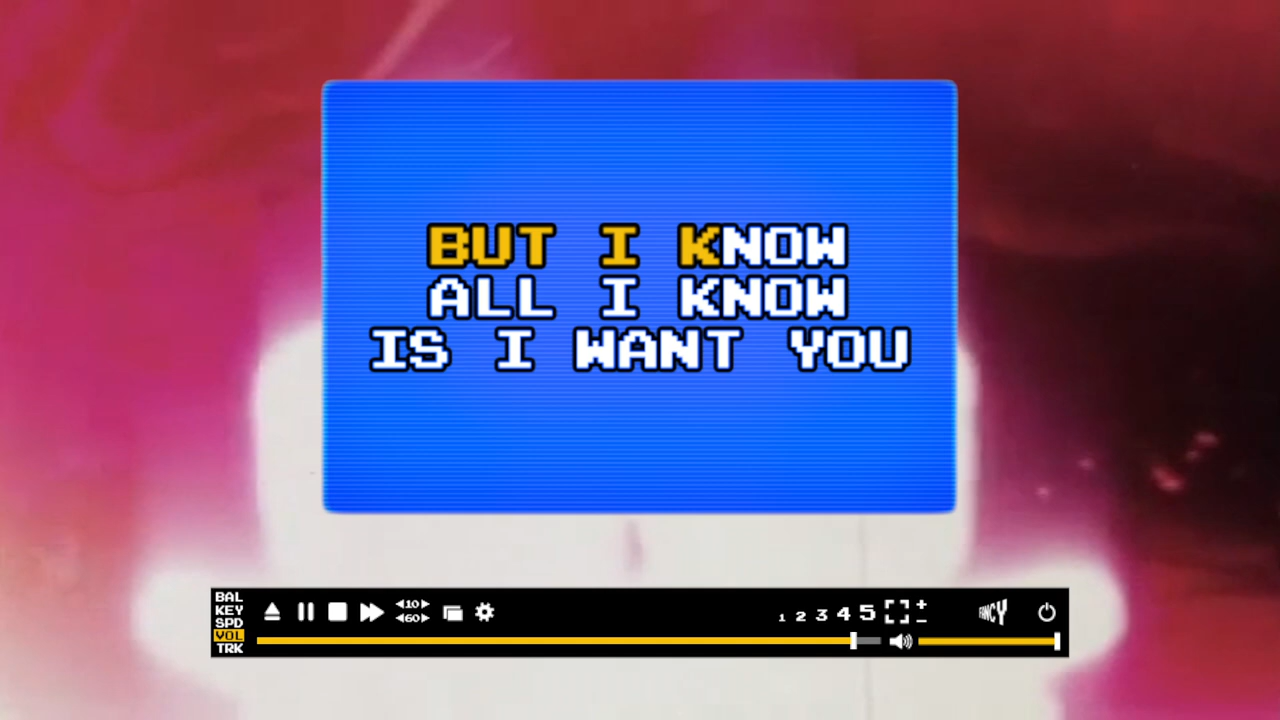 BUT I KNOW
ALL I KNOW
IS I WANT YOU
BAL
KEY
SPD
VOL
TRK
10
60
1 2 3 4 5
+
-
FANCY